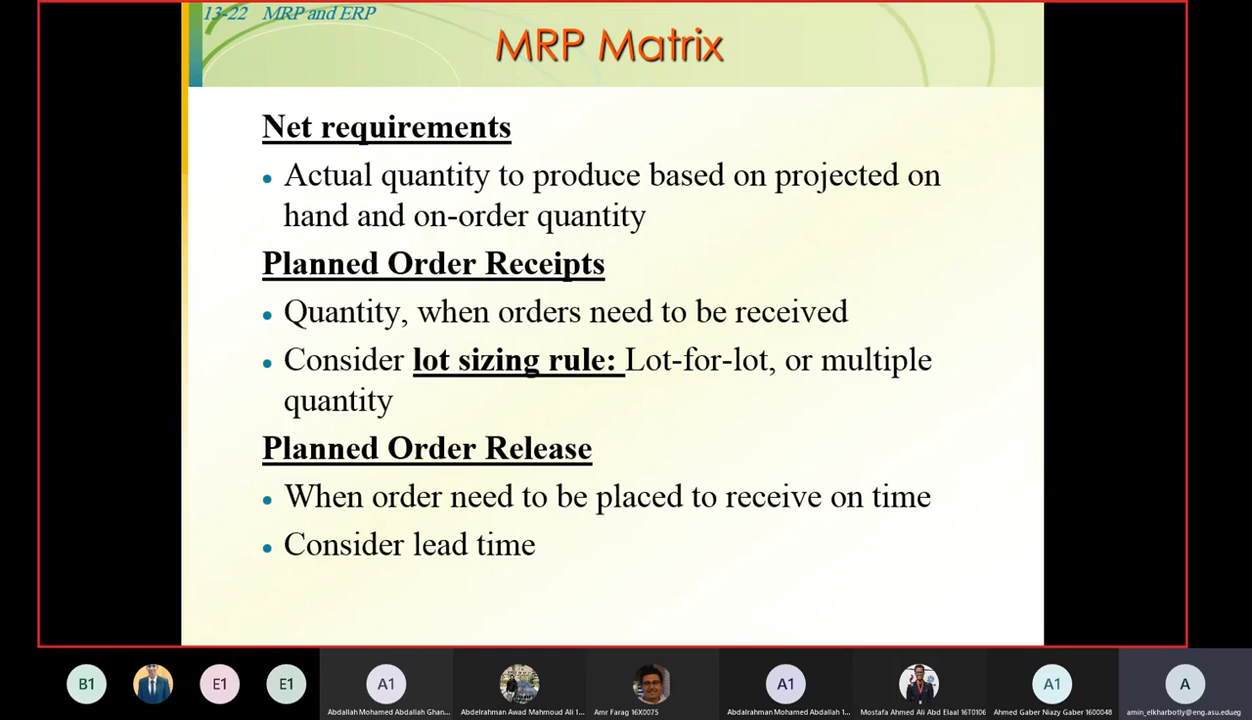 13-22 MRP and ERP
MRP Matrix
Net requirements
Actual quantity to produce based on projected on
hand and on-order quantity
Planned Order Receipts
Quantity, when orders need to be received
Consider lot sizing rule: Lot-for-lot, or multiple
quantity
Planned Order Release
When order need to be placed to receive on time
Consider lead time
B1
E1
E1
A1
A1
A1
A
Abdallah Mohamed Abdallah Ghan...
Abdelrahman Awad Mahmoud Ali 1...
Amr Farag 16X0075
Abdalrahman Mohamed Abdallah 1...
Mostafa Ahmed Ali Abd Elaal 16T0106
Ahmed Gaber Niazy Gaber 1600048
amin_elkharbotly@eng.asu.edueg